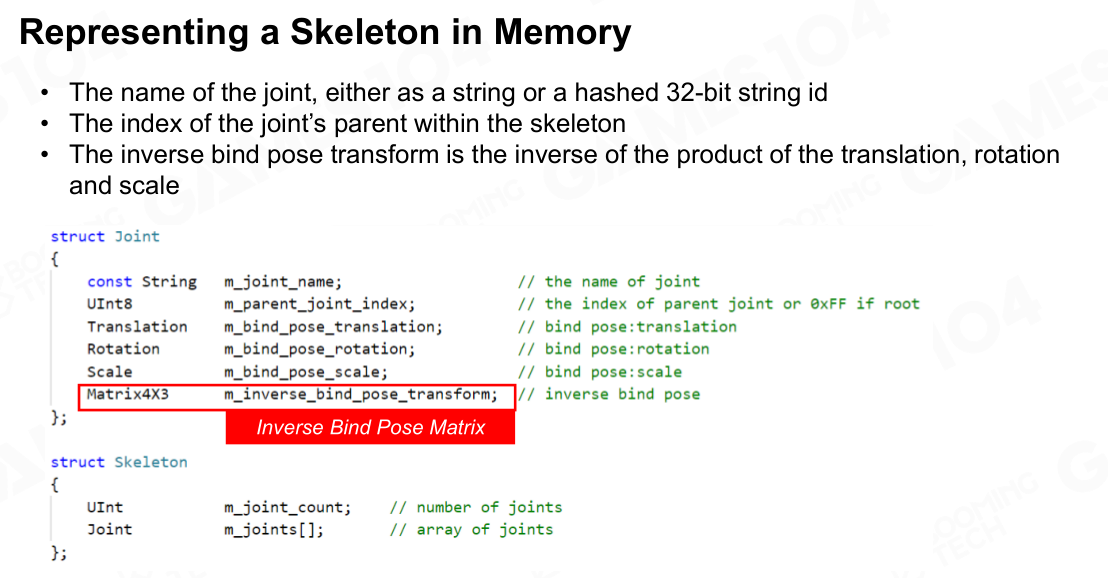 Representing a Skeleton in Memory
• The name of the joint, either as a string or a hashed 32-bit string id
• The index of the joint's parent within the skeleton
• The inverse bind pose transform is the inverse of the product of the translation, rotation
and scale
struct Joint
{
const String m_joint_name; // the name of joint
UInt8 m_parent_joint_index; // the index of parent joint or 0xFF if root
Translation m_bind_pose_translation; // bind pose:translation
Rotation m_bind_pose_rotation; // bind pose:rotation
Scale m_bind_pose_scale; // bind pose:scale
Matrix4X3 m_inverse_bind_pose_transform; // inverse bind pose
};
Inverse Bind Pose Matrix
struct Skeleton
{
UInt m_joint_count; // number of joints
Joint m_joints[]; // array of joints
};
GAMES104